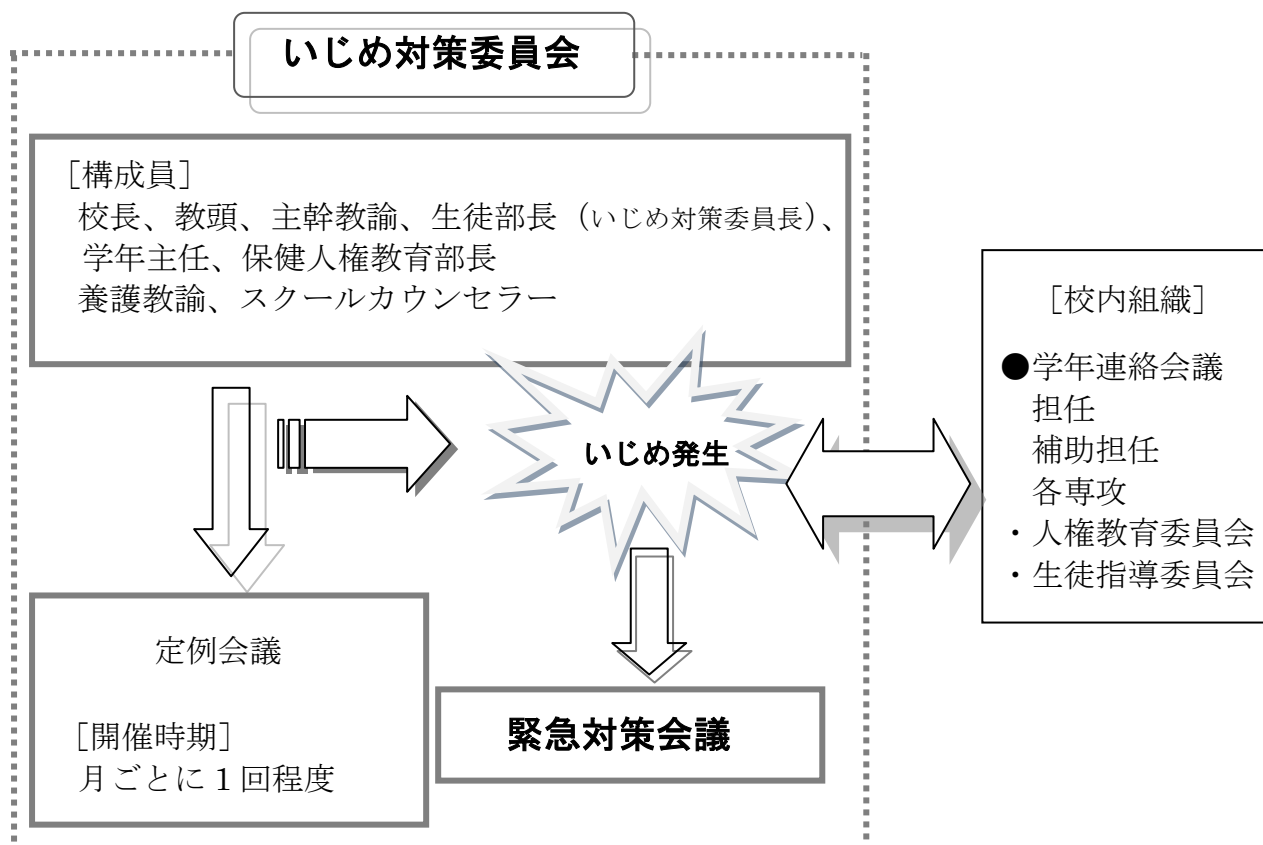 いじめ対策委員会
［構成員］
校長、教頭、主幹教諭、生徒部長（いじめ対策委員長）、
学年主任、保健人権教育部長
養護教諭、スクールカウンセラー
いじめ発生
［校内組織］
●学年連絡会議
担任
補助担任
各専攻
・人権教育委員会
・生徒指導委員会
定例会議
［開催時期］
月ごとに１回程度
緊急対策会議